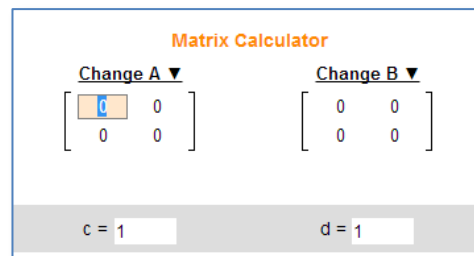 Matrix Calculator
Change A ▼ Change B ▼
0 0 0 0
0 0 0 0
c = 1 d = 1